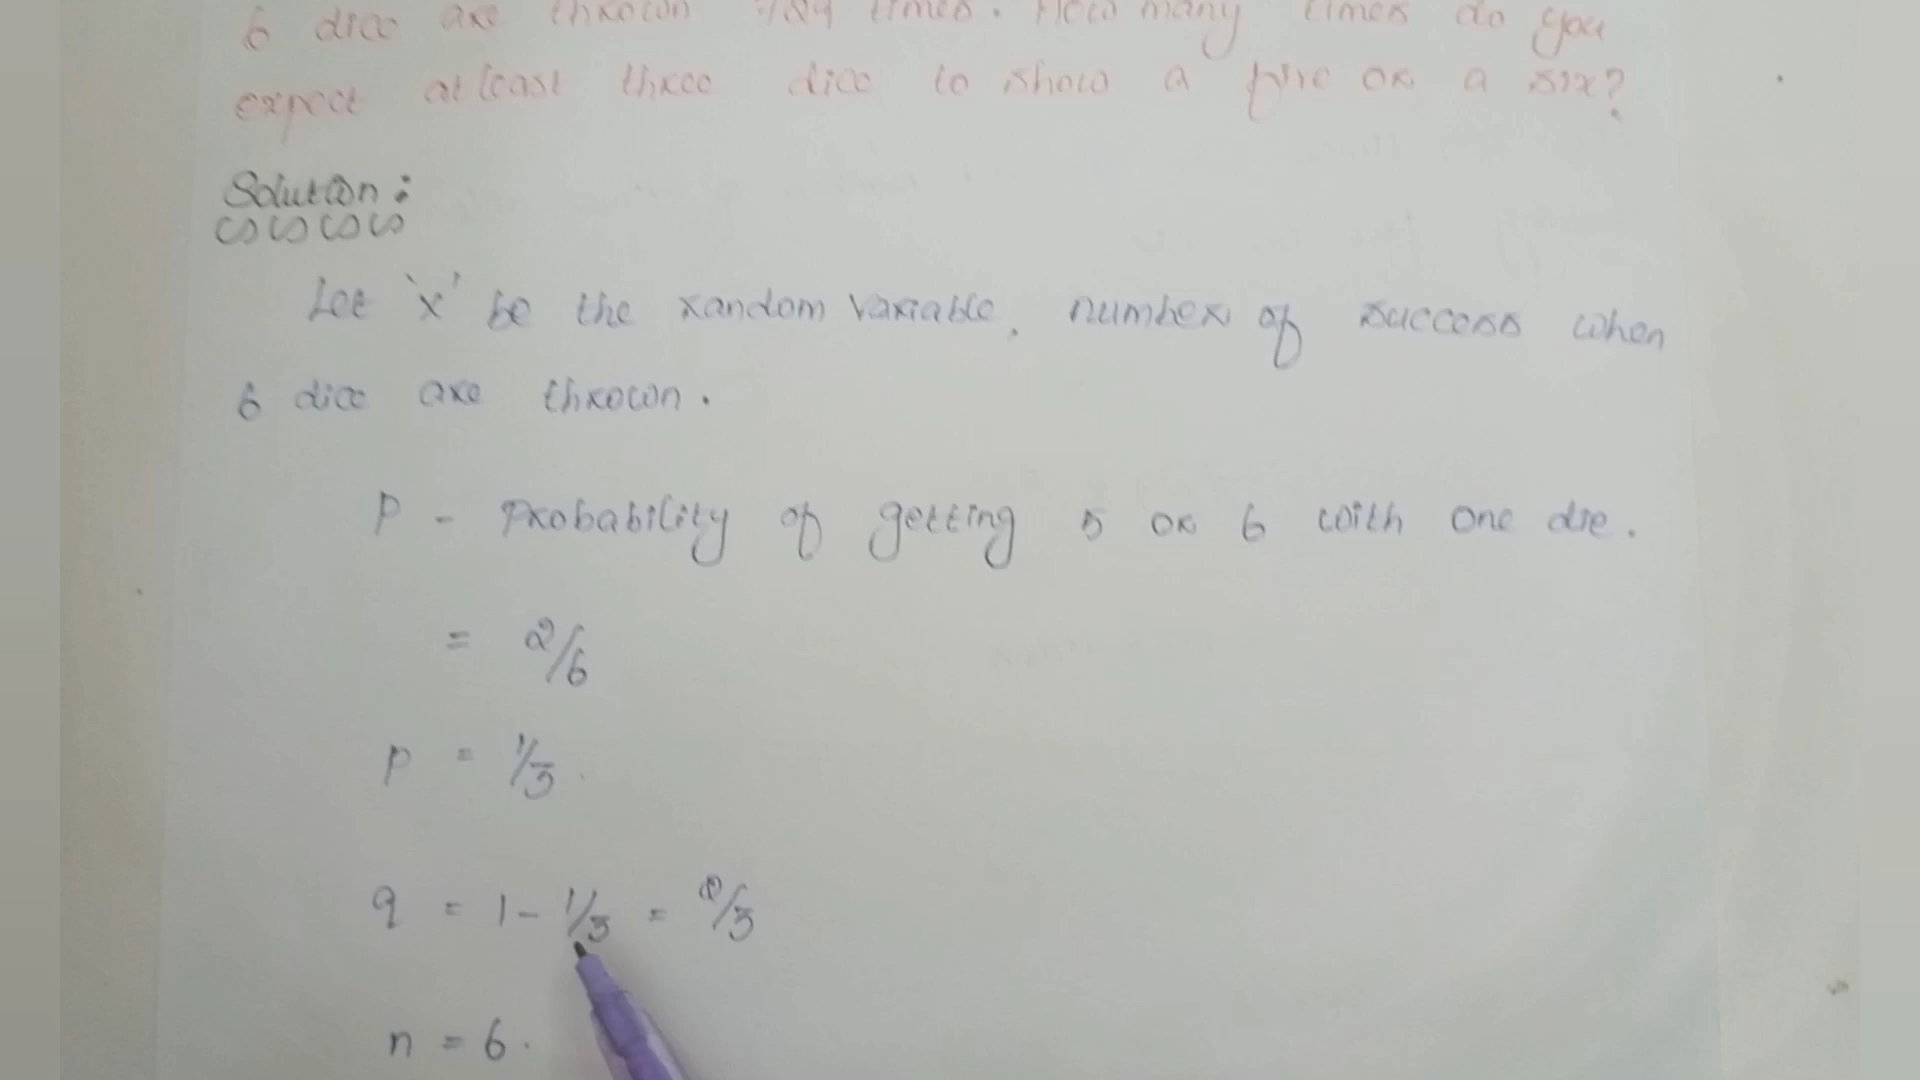 6 dice are thrown 729 times. How many times do you
expect atleast three dice to show a five or a six?
Solution:
Let 'x' be the random variable, number of success when
6 dice are thrown.
P - Probability of getting 5 or 6 with one die.
= 2/6
P = 1/3.
q = 1 - 1/3 = 2/3
n = 6.